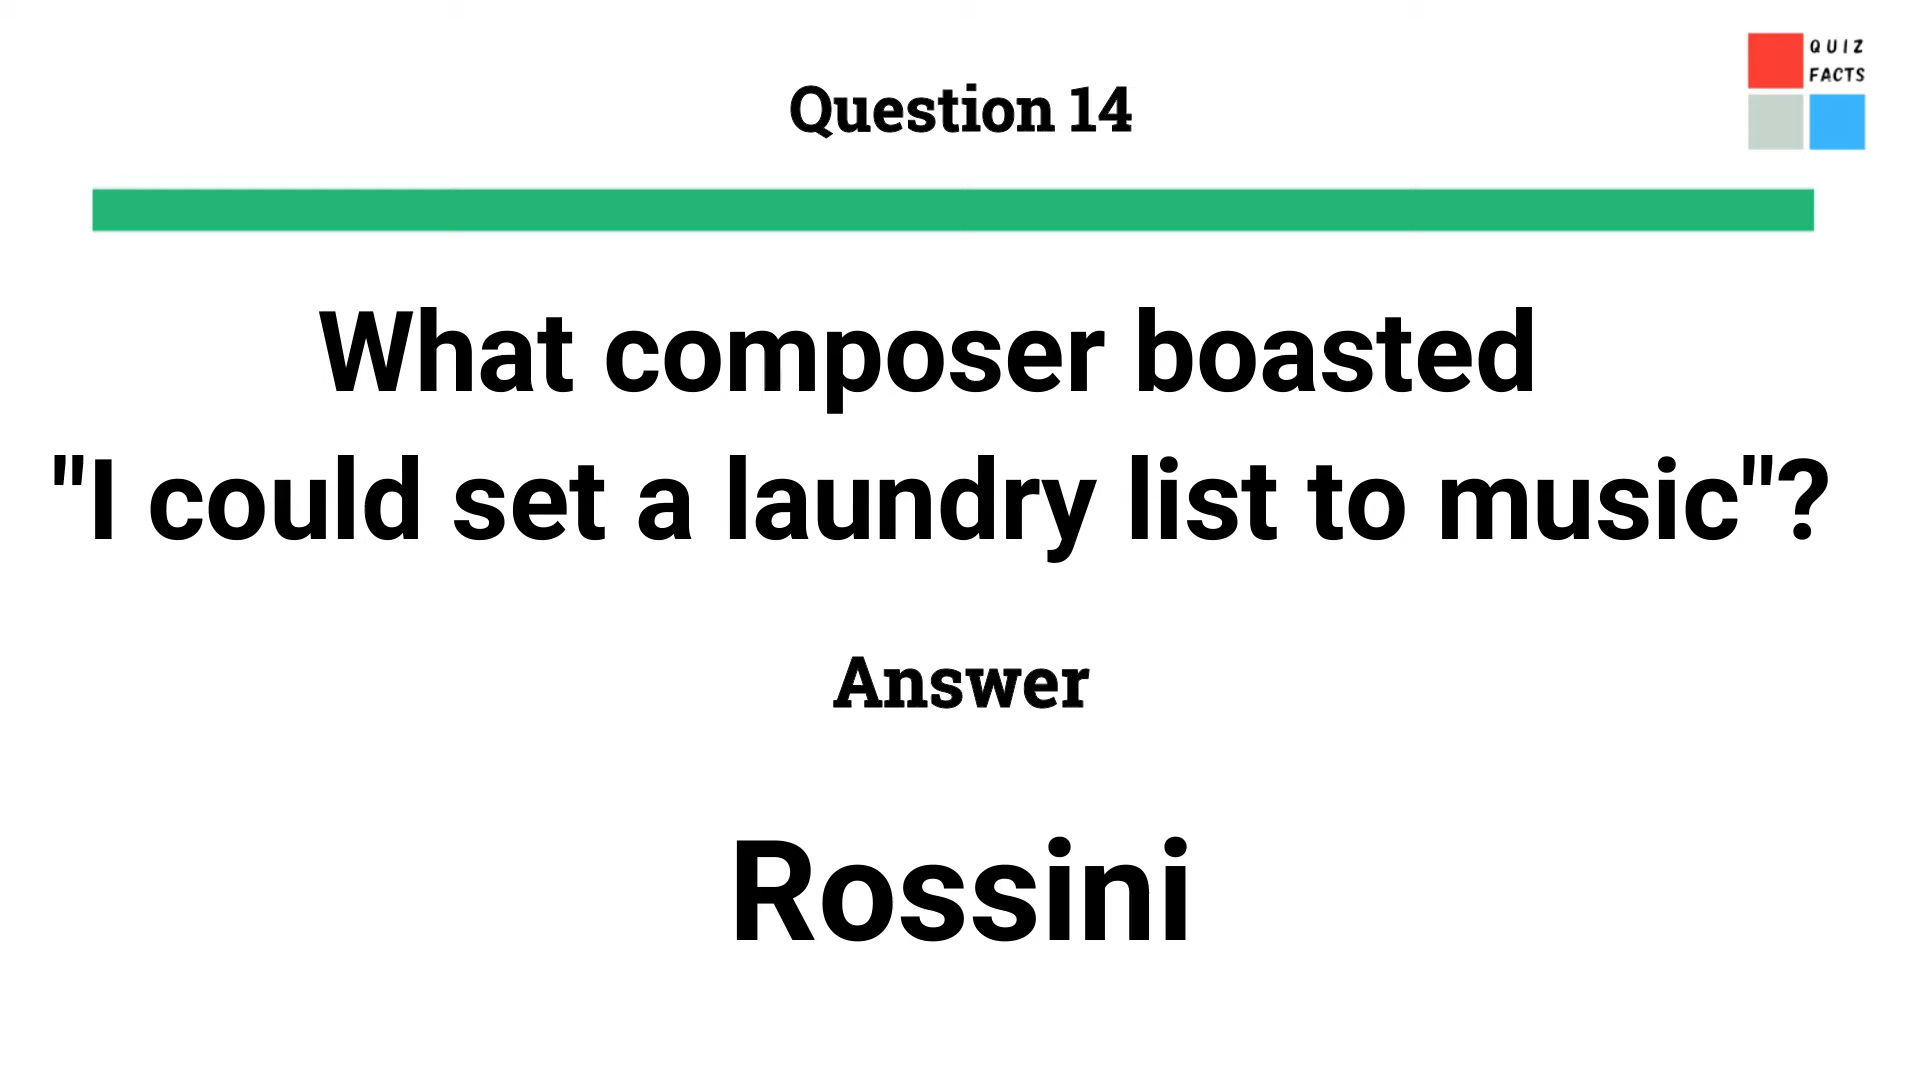 QUIZ
FACTS
Question 14
What composer boasted
"I could set a laundry list to music"?
Answer
Rossini